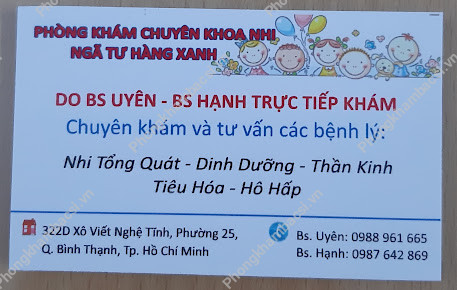 PHÒNG KHÁM CHUYÊN KHOA NHI
NGÃ TƯ HÀNG XANH
DO BS UYÊN - BS HẠNH TRỰC TIẾP KHÁM
Chuyên khám và tư vấn các bệnh lý:
Nhi Tổng Quát - Dinh Dưỡng - Thần Kinh
Tiêu Hóa - Hô Hấp
322D Xô Viết Nghệ Tĩnh, Phường 25,
Q. Bình Thạnh, Tp. Hồ Chí Minh
Bs. Uyên: 0988 961 665
Bs. Hạnh: 0987 642 869